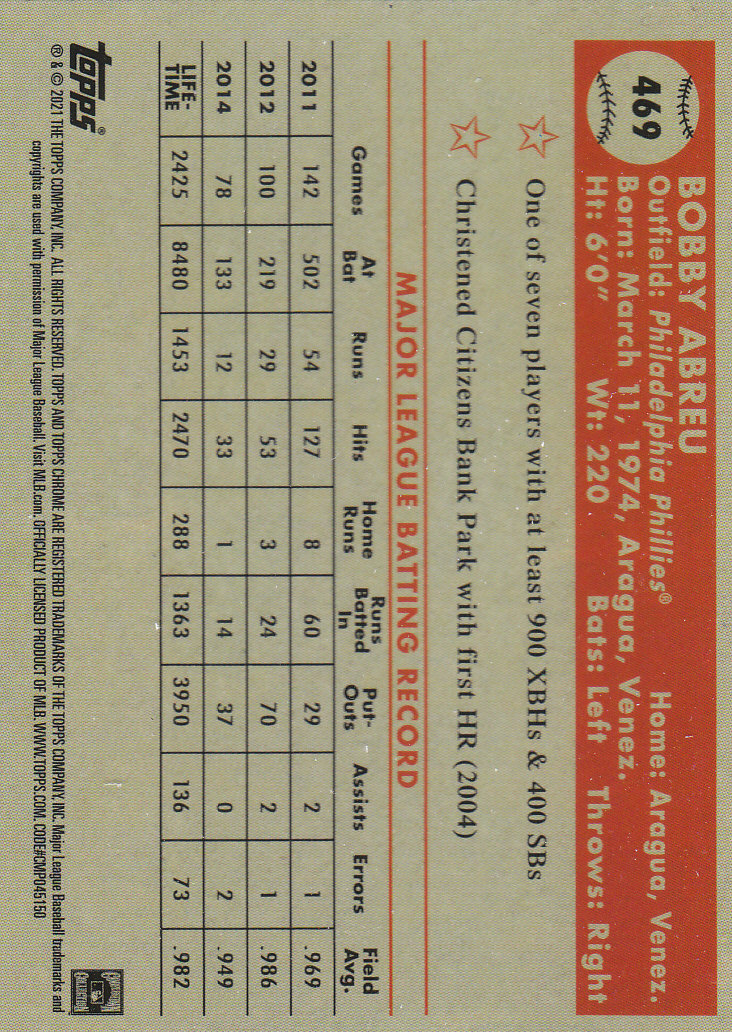 469
BOBBY ABREU
Outfield: Philadelphia Phillies® Home: Aragua, Venez.
Born: March 11, 1974, Aragua, Venez.
Ht: 6'0" Wt: 220 Bats: Left Throws: Right
One of seven players with at least 900 XBHs & 400 SBs
Christened Citizens Bank Park with first HR (2004)
MAJOR LEAGUE BATTING RECORD
Games At Bat Runs Hits Home Runs Runs Batted In Put-Outs Assists Errors Field Avg.
2011 142 502 54 127 8 60 29 2 1 .969
2012 100 219 29 53 3 24 70 2 1 .986
2014 78 133 12 33 1 14 37 0 2 .949
LIFE-TIME 2425 8480 1453 2470 288 1363 3950 136 73 .982
topps®
® & © 2021 THE TOPPS COMPANY, INC. ALL RIGHTS RESERVED. TOPPS AND TOPPS CHROME ARE REGISTERED TRADEMARKS OF THE TOPPS COMPANY, INC. Major League Baseball trademarks and
copyrights are used with permission of Major League Baseball. Visit MLB.com. OFFICIALLY LICENSED PRODUCT OF MLB. WWW.TOPPS.COM. CODE#CMP045150
COOPERSTOWN
COLLECTION